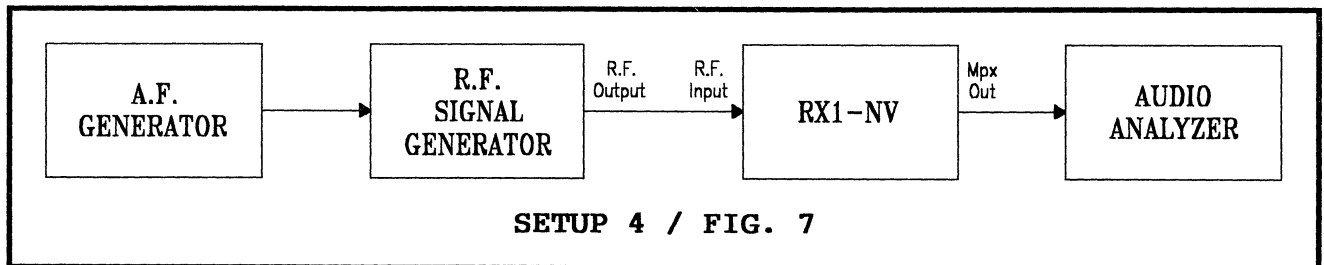 A.F.
GENERATOR
R.F.
SIGNAL
GENERATOR
R.F.
Output
R.F.
Input
RX1-NV
Mpx
Out
AUDIO
ANALYZER
SETUP 4 / FIG. 7